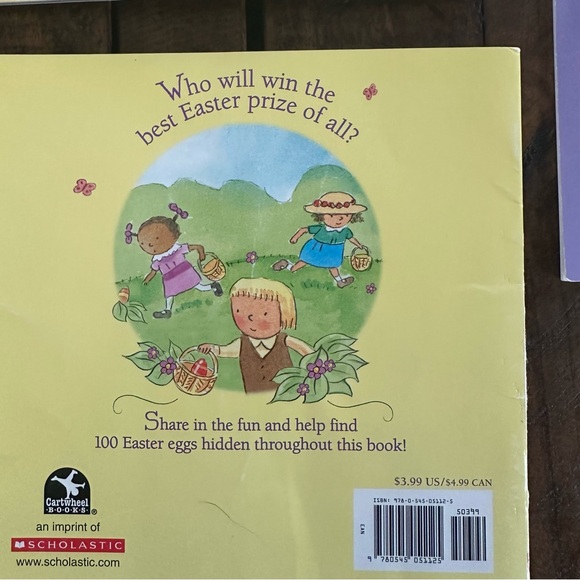 Who will win the
best Easter prize of all?
Share in the fun and help find
100 Easter eggs hidden throughout this book!
$3.99 US/$4.99 CAN
ISBN: 978-0-545-05112-5
50399
CAN
9 780545 051125
Cartwheel
BOOKS®
an imprint of
SCHOLASTIC
www.scholastic.com